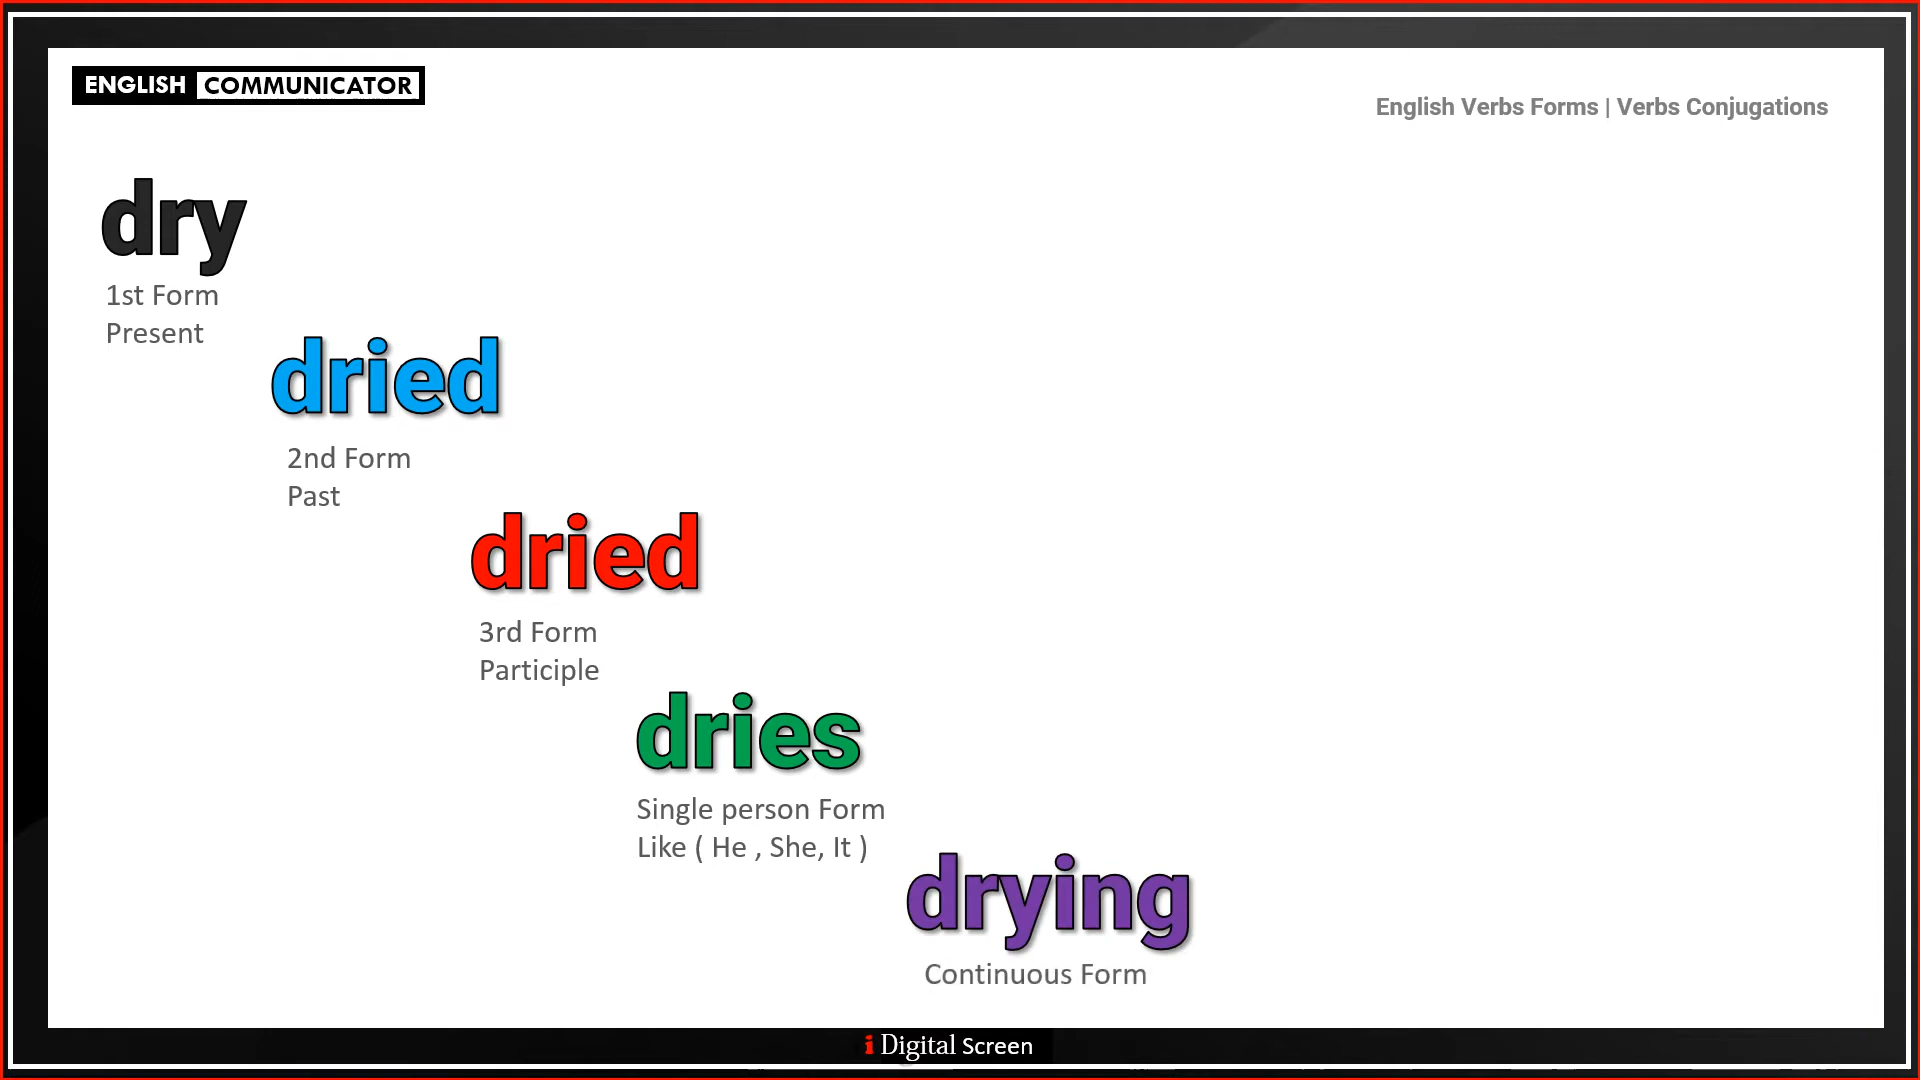 ENGLISH COMMUNICATOR
English Verbs Forms | Verbs Conjugations
dry
1st Form
Present
dried
2nd Form
Past
dried
3rd Form
Participle
dries
Single person Form
Like ( He , She, It )
drying
Continuous Form
i Digital Screen